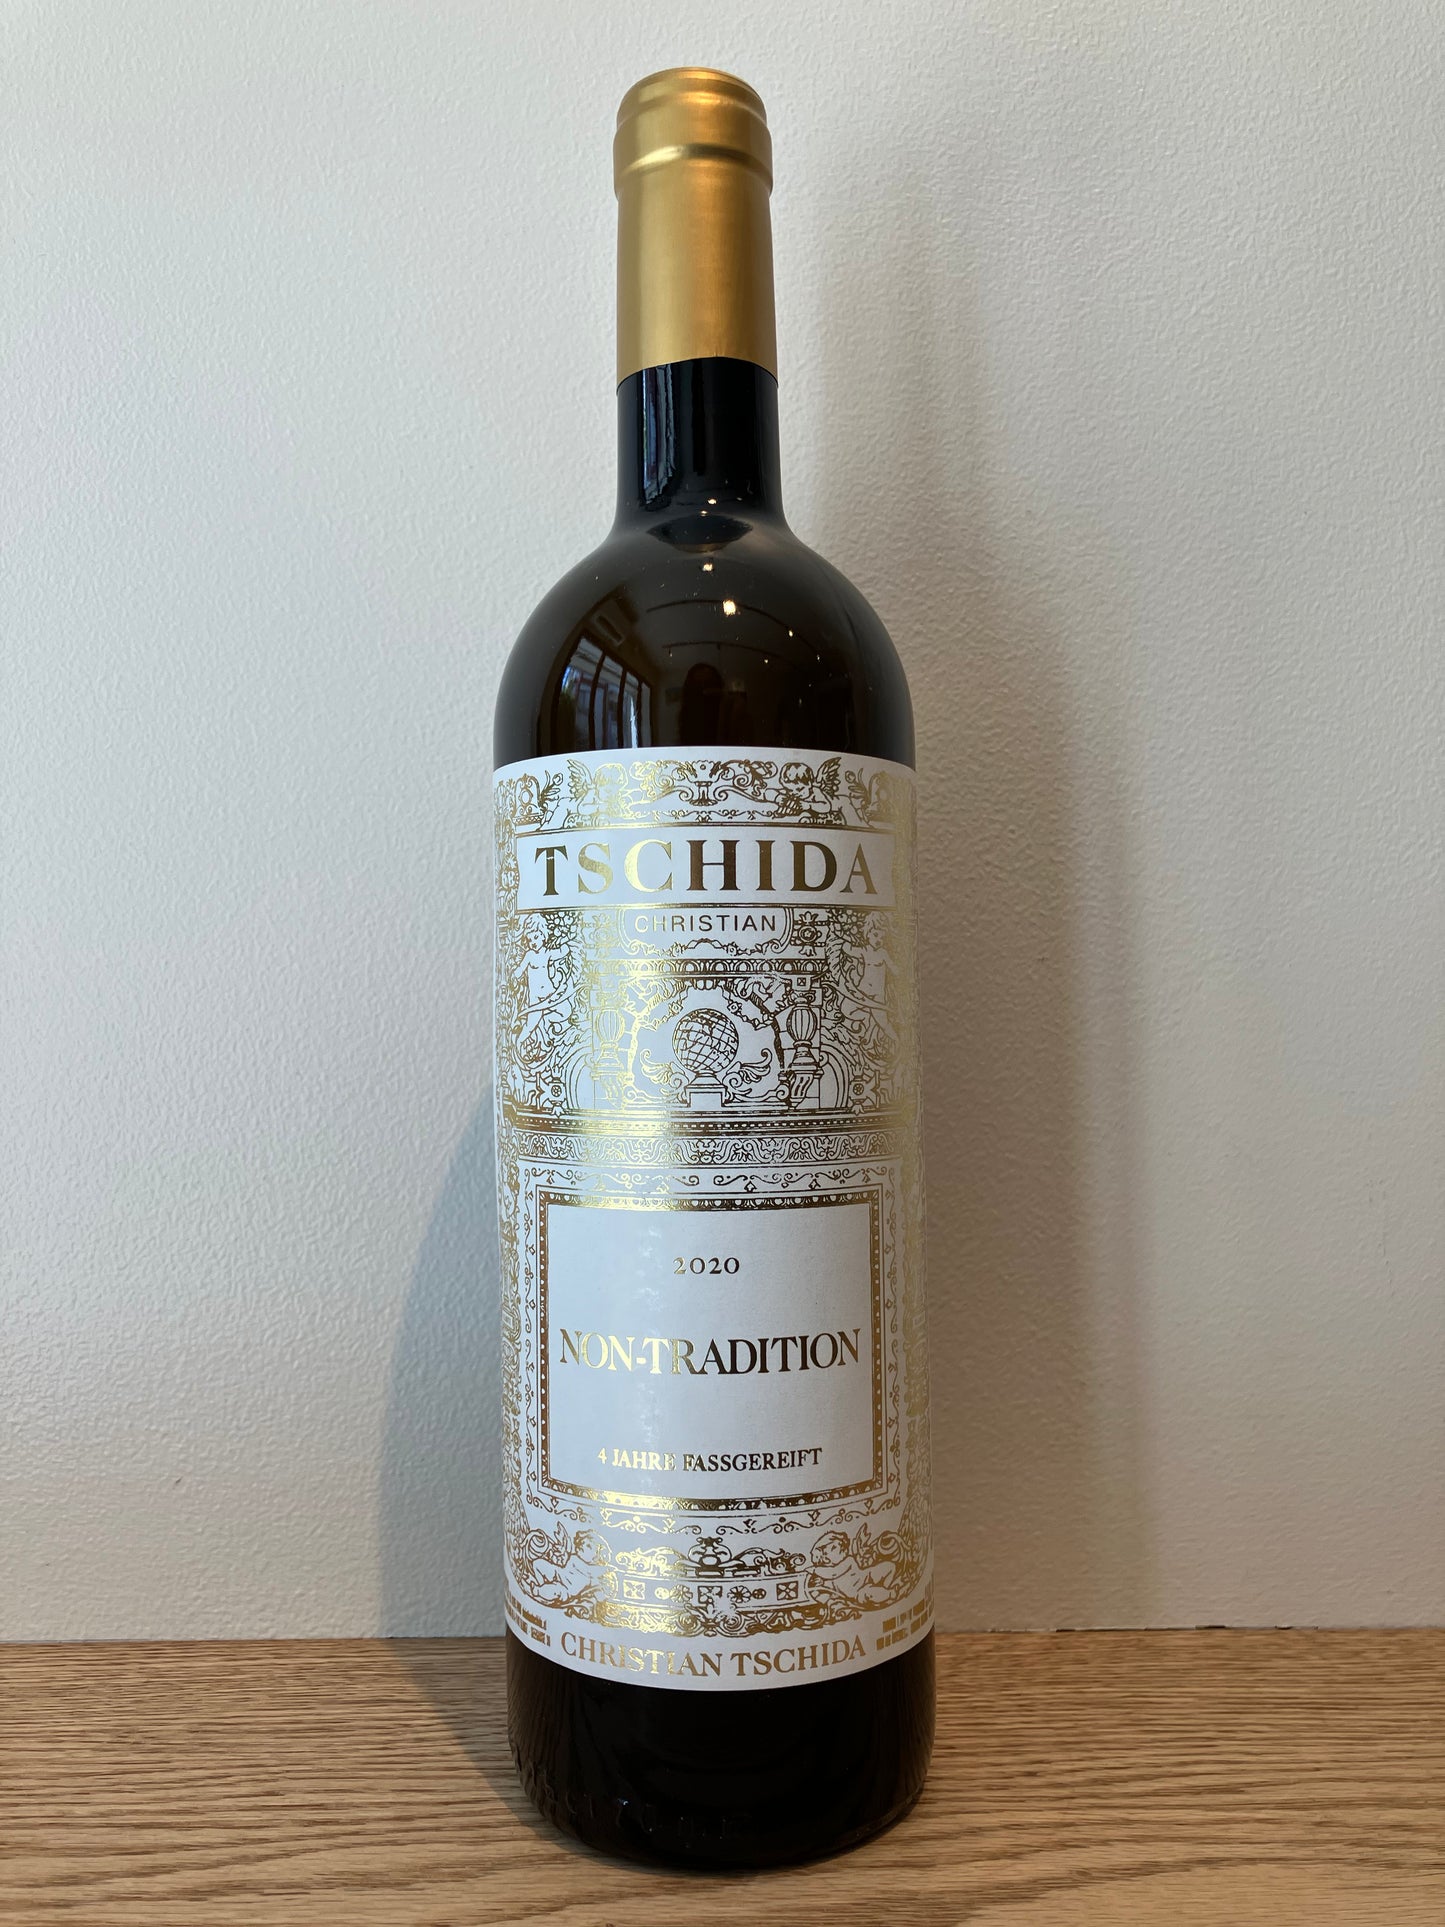 TSCHIDA
CHRISTIAN
2020
NON-TRADITION
4 JAHRE FASSGEREIFT
CHRISTIAN TSCHIDA